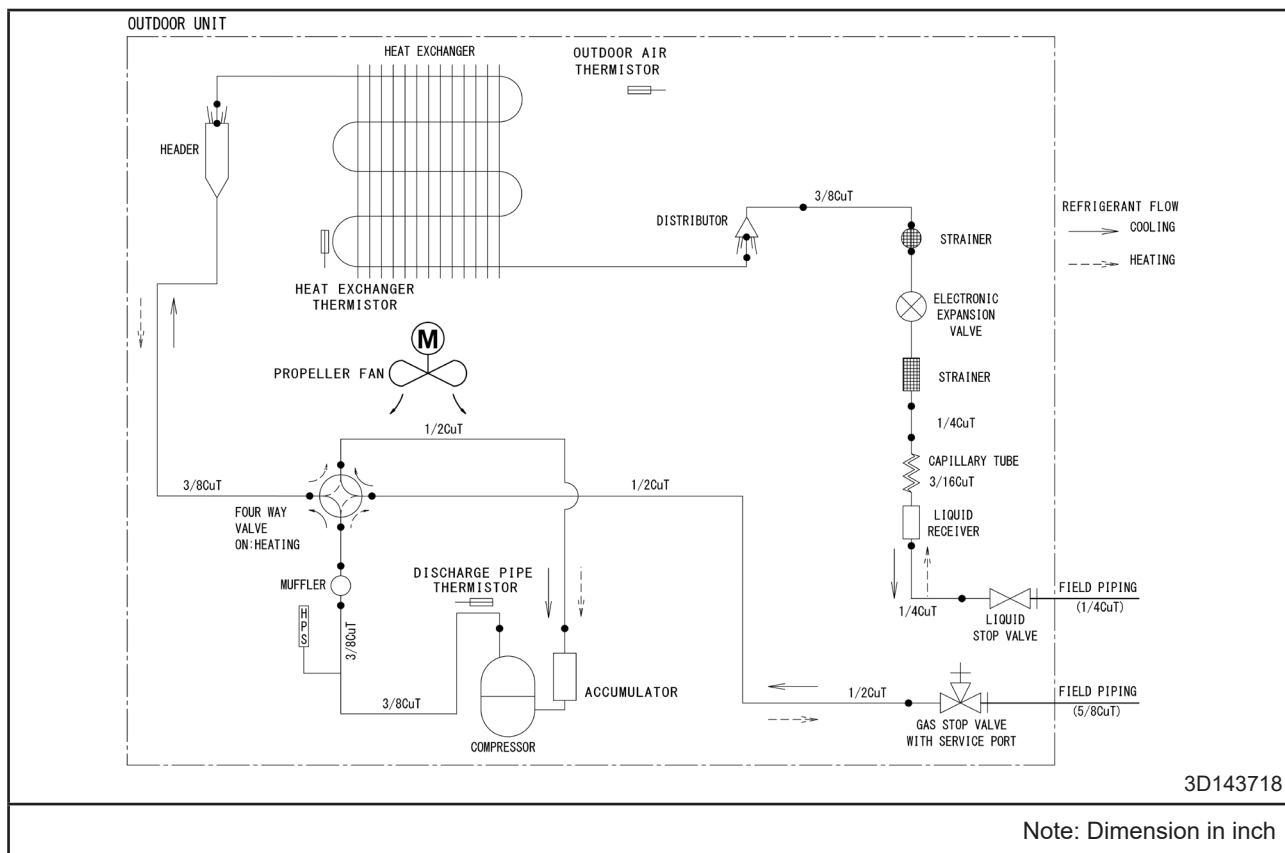 OUTDOOR UNIT
HEAT EXCHANGER
OUTDOOR AIR
THERMISTOR
HEADER
HEAT EXCHANGER
THERMISTOR
DISTRIBUTOR
3/8CuT
STRAINER
ELECTRONIC
EXPANSION
VALVE
STRAINER
1/4CuT
CAPILLARY TUBE
3/16CuT
LIQUID
RECEIVER
REFRIGERANT FLOW
COOLING
HEATING
M
PROPELLER FAN
1/2CuT
3/8CuT
1/2CuT
FOUR WAY
VALVE
ON:HEATING
MUFFLER
HPS
3/8CuT
DISCHARGE PIPE
THERMISTOR
3/8CuT
COMPRESSOR
ACCUMULATOR
1/4CuT
LIQUID
STOP VALVE
FIELD PIPING
(1/4CuT)
1/2CuT
GAS STOP VALVE
WITH SERVICE PORT
FIELD PIPING
(5/8CuT)
3D143718
Note: Dimension in inch